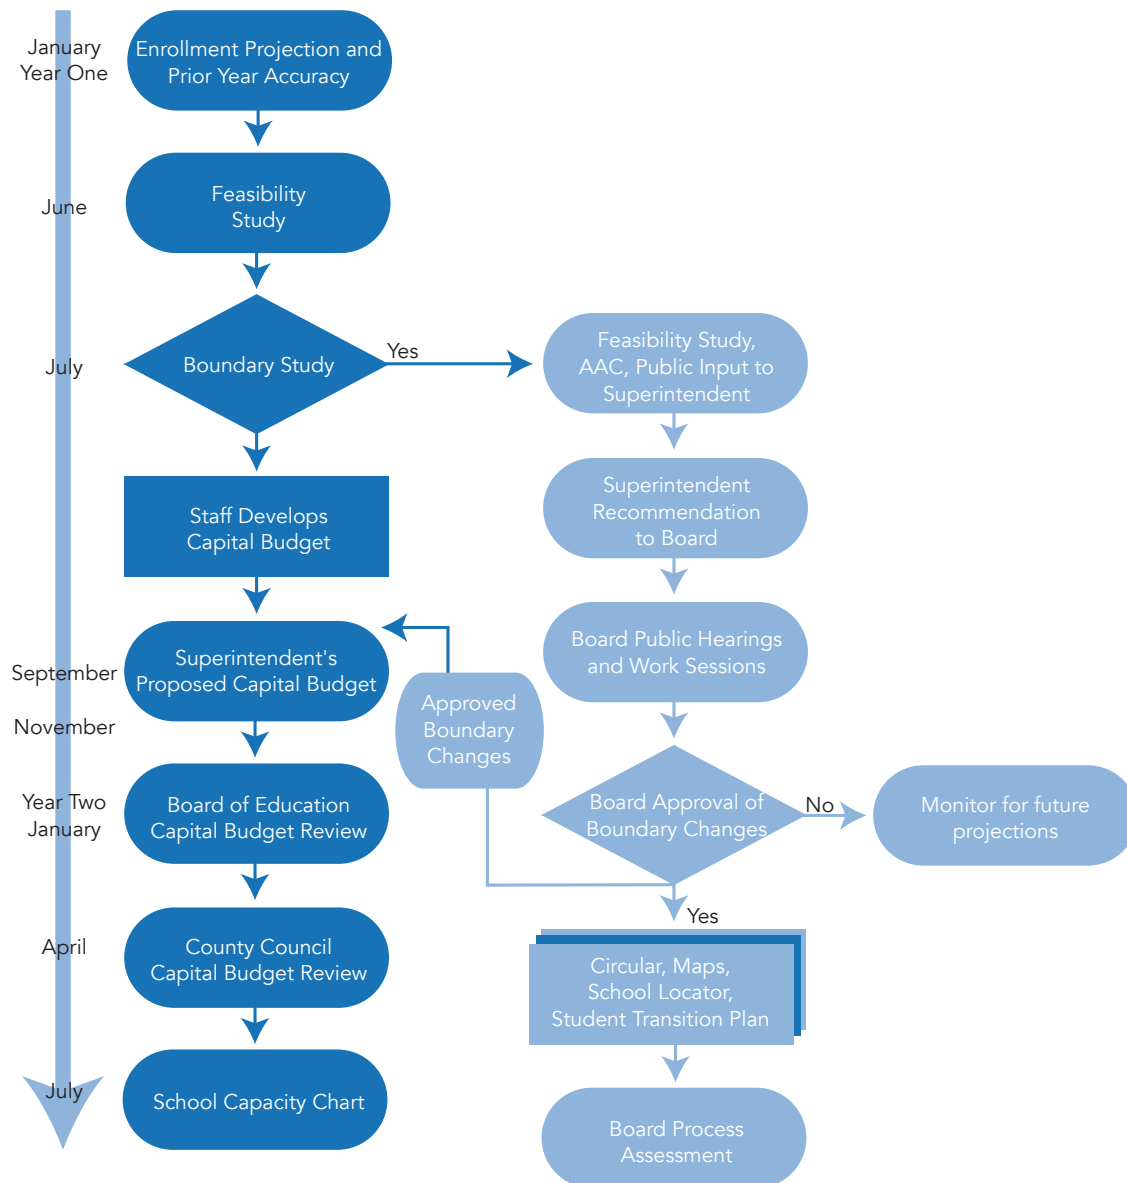 January
Year One
Enrollment Projection and
Prior Year Accuracy
June
Feasibility
Study
July
Boundary Study
Yes
Feasibility Study,
AAC, Public Input to
Superintendent
Staff Develops
Capital Budget
Superintendent
Recommendation
to Board
September
Superintendent's
Proposed Capital Budget
Board Public Hearings
and Work Sessions
November
Approved
Boundary
Changes
Year Two
January
Board of Education
Capital Budget Review
Board Approval of
Boundary Changes
No
Monitor for future
projections
Yes
April
County Council
Capital Budget Review
Circular, Maps,
School Locator,
Student Transition Plan
July
School Capacity Chart
Board Process
Assessment